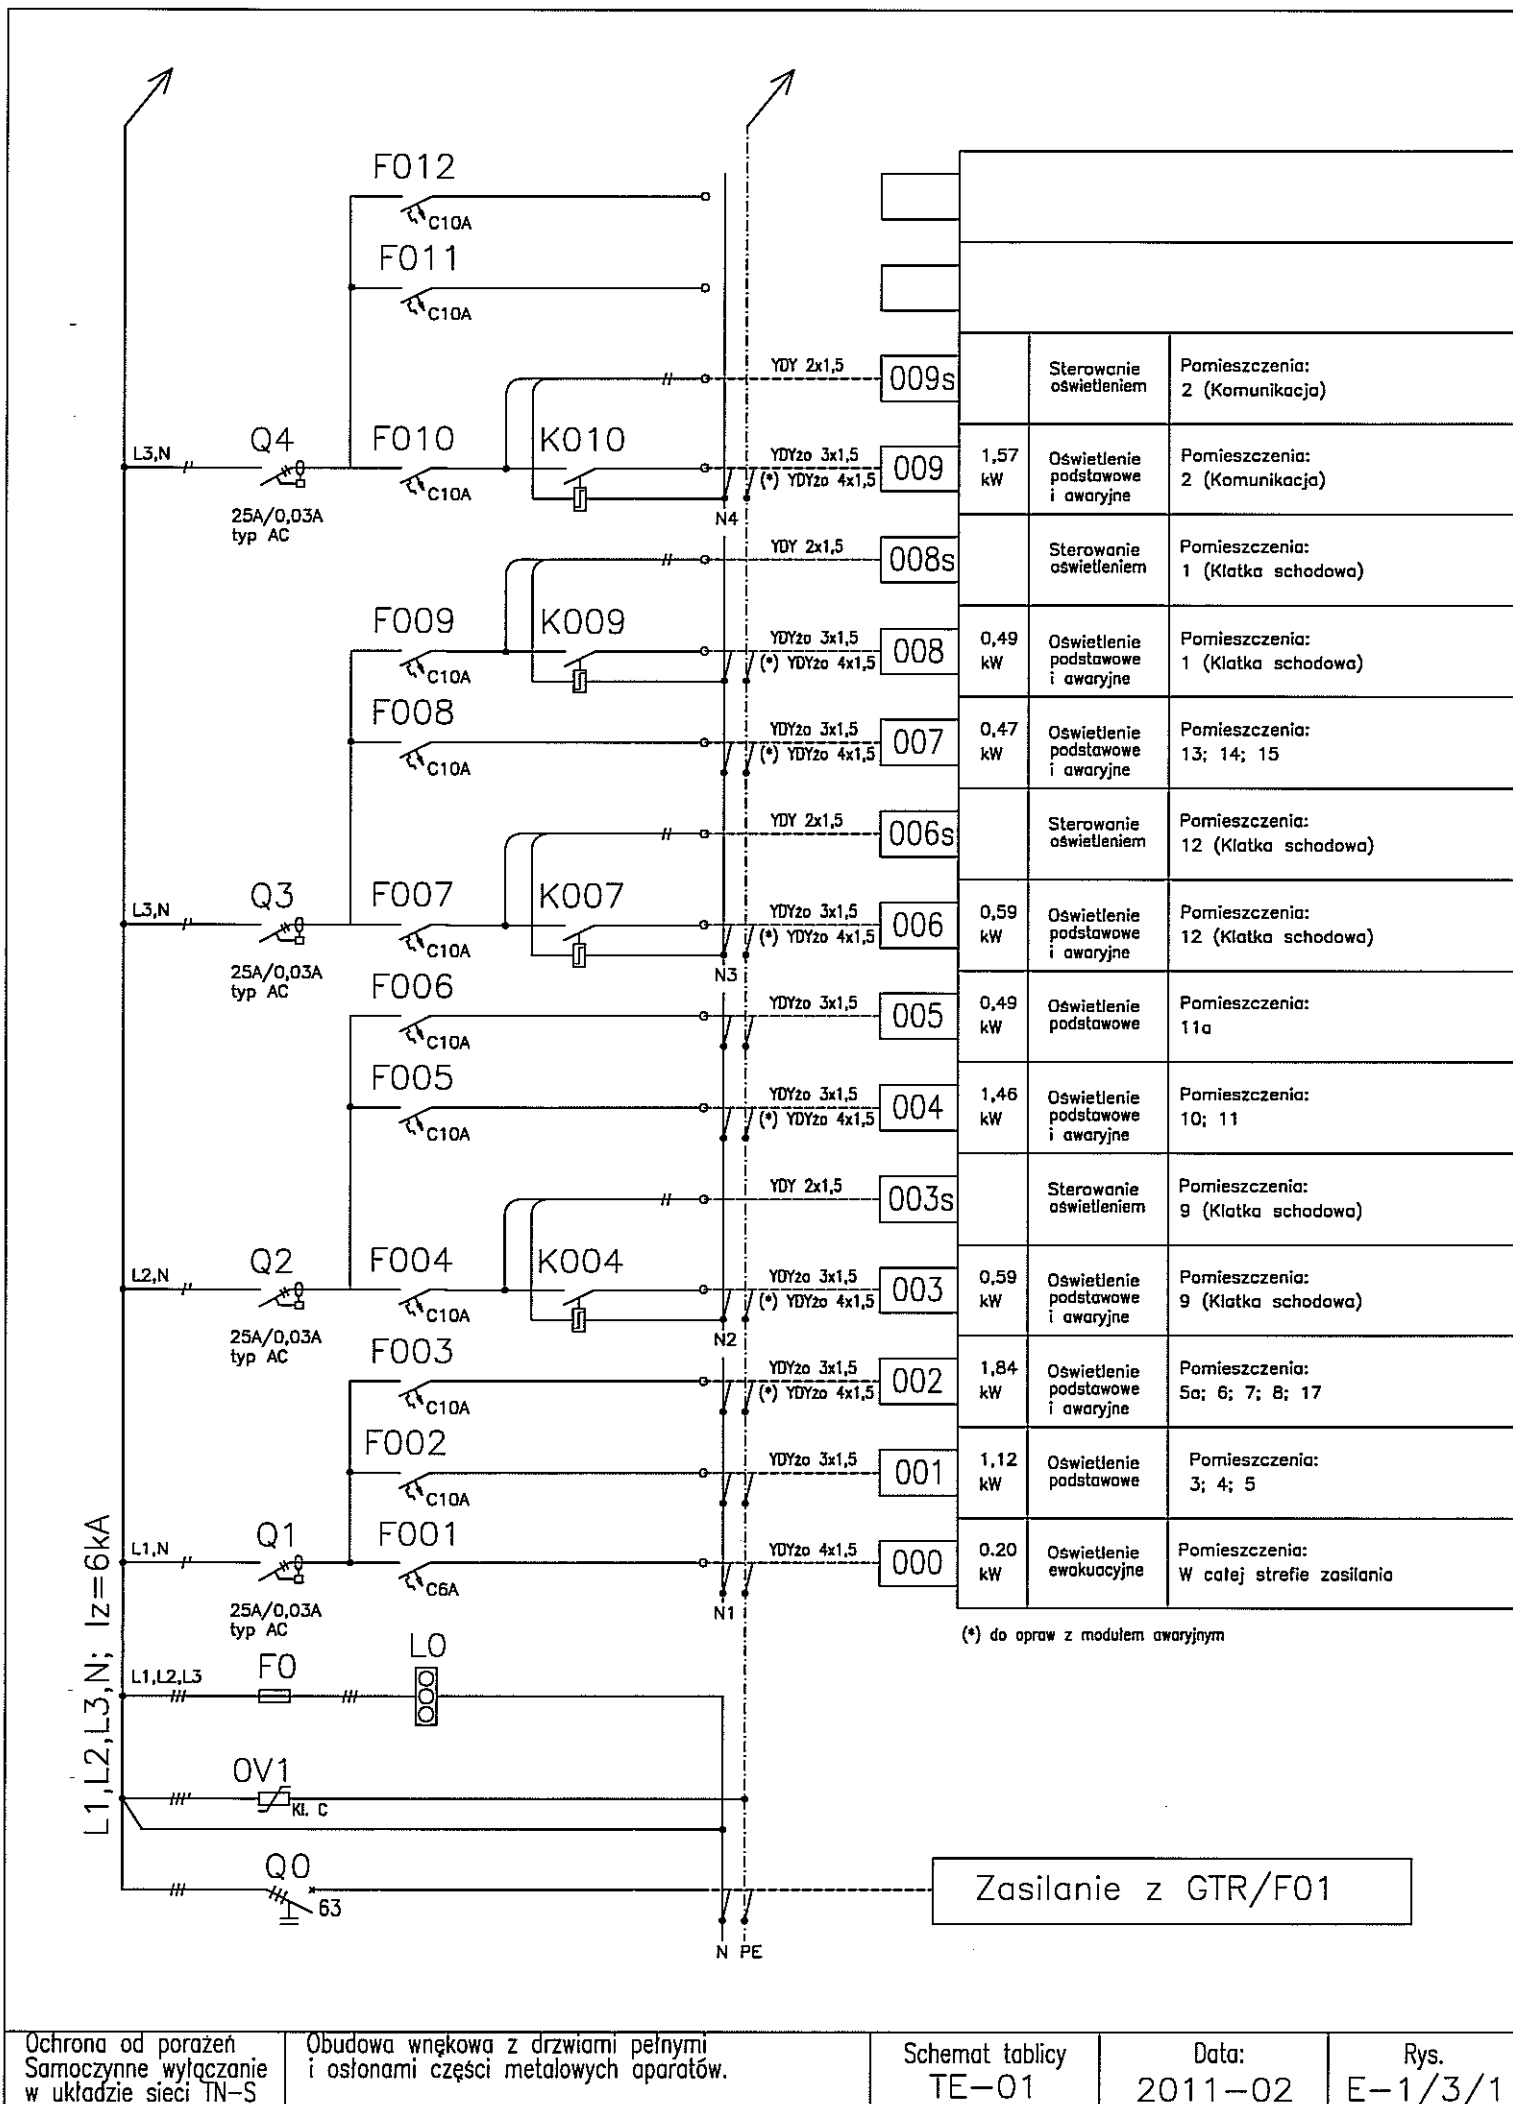 F012
C10A
F011
C10A
YDY 2x1,5
009s
Sterowanie
oświetleniem
Pomieszczenia:
2 (Komunikacja)
L3,N
Q4
25A/0,03A
typ AC
F010
C10A
K010
N4
YDYżo 3x1,5
(*) YDYżo 4x1,5
009
1,57
kW
Oświetlenie
podstawowe
i awaryjne
Pomieszczenia:
2 (Komunikacja)
YDY 2x1,5
008s
Sterowanie
oświetleniem
Pomieszczenia:
1 (Klatka schodowa)
F009
C10A
K009
YDYżo 3x1,5
(*) YDYżo 4x1,5
008
0,49
kW
Oświetlenie
podstawowe
i awaryjne
Pomieszczenia:
1 (Klatka schodowa)
F008
C10A
YDYżo 3x1,5
(*) YDYżo 4x1,5
007
0,47
kW
Oświetlenie
podstawowe
i awaryjne
Pomieszczenia:
13; 14; 15
YDY 2x1,5
006s
Sterowanie
oświetleniem
Pomieszczenia:
12 (Klatka schodowa)
L3,N
Q3
25A/0,03A
typ AC
F007
C10A
K007
N3
YDYżo 3x1,5
(*) YDYżo 4x1,5
006
0,59
kW
Oświetlenie
podstawowe
i awaryjne
Pomieszczenia:
12 (Klatka schodowa)
F006
C10A
YDYżo 3x1,5
005
0,49
kW
Oświetlenie
podstawowe
Pomieszczenia:
11a
F005
C10A
YDYżo 3x1,5
(*) YDYżo 4x1,5
004
1,46
kW
Oświetlenie
podstawowe
i awaryjne
Pomieszczenia:
10; 11
YDY 2x1,5
003s
Sterowanie
oświetleniem
Pomieszczenia:
9 (Klatka schodowa)
L2,N
Q2
25A/0,03A
typ AC
F004
C10A
K004
N2
YDYżo 3x1,5
(*) YDYżo 4x1,5
003
0,59
kW
Oświetlenie
podstawowe
i awaryjne
Pomieszczenia:
9 (Klatka schodowa)
F003
C10A
YDYżo 3x1,5
(*) YDYżo 4x1,5
002
1,84
kW
Oświetlenie
podstawowe
i awaryjne
Pomieszczenia:
5a; 6; 7; 8; 17
F002
C10A
YDYżo 3x1,5
001
1,12
kW
Oświetlenie
podstawowe
Pomieszczenia:
3; 4; 5
L1,N
Q1
25A/0,03A
typ AC
F001
C6A
N1
YDYżo 4x1,5
000
0.20
kW
Oświetlenie
ewakuacyjne
Pomieszczenia:
W całej strefie zasilania
(*) do opraw z modułem awaryjnym
L1,L2,L3,N; Iz=6kA
L1,L2,L3
F0
L0
0V1
Kl. C
Q0
63
N PE
Zasilanie z GTR/F01
Ochrona od porażeń
Samoczynne wyłączanie
w układzie sieci TN-S
Obudowa wnękowa z drzwiami pełnymi
i osłonami części metalowych aparatów.
Schemat tablicy
TE-01
Data:
2011-02
Rys.
E-1/3/1